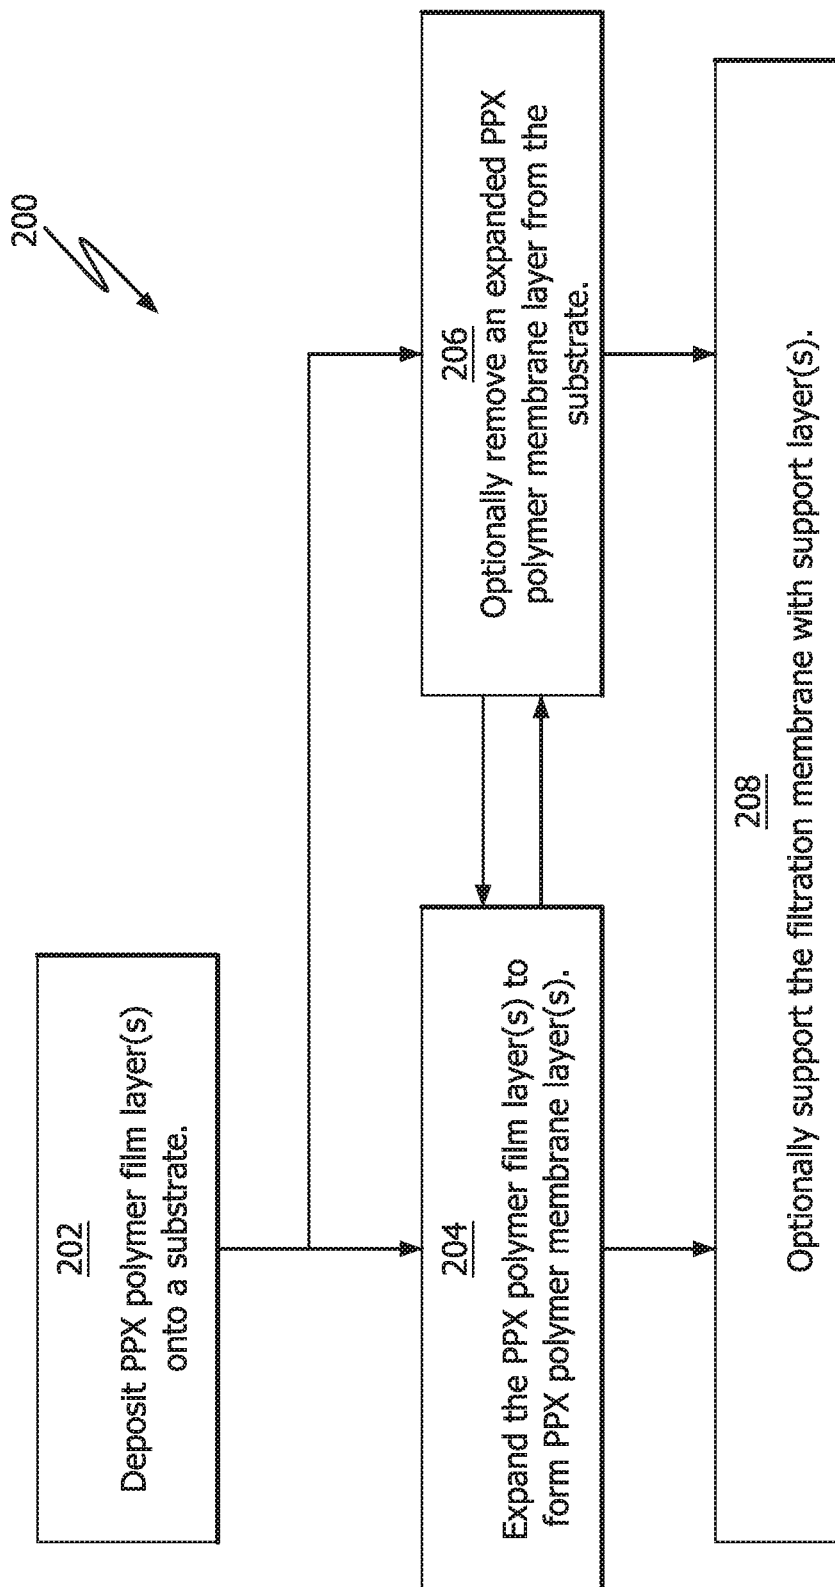 200
202
Deposit PPX polymer film layer(s)
onto a substrate.
204
Expand the PPX polymer film layer(s) to
form PPX polymer membrane layer(s).
206
Optionally remove an expanded PPX
polymer membrane layer from the
substrate.
208
Optionally support the filtration membrane with support layer(s).